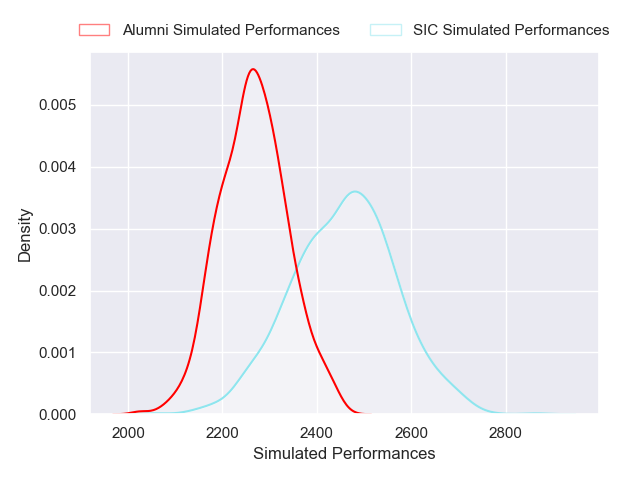 Alumni Simulated Performances SIC Simulated Performances
0.005
0.004
0.003
0.002
0.001
0.000
Density
2000 2200 2400 2600 2800
Simulated Performances